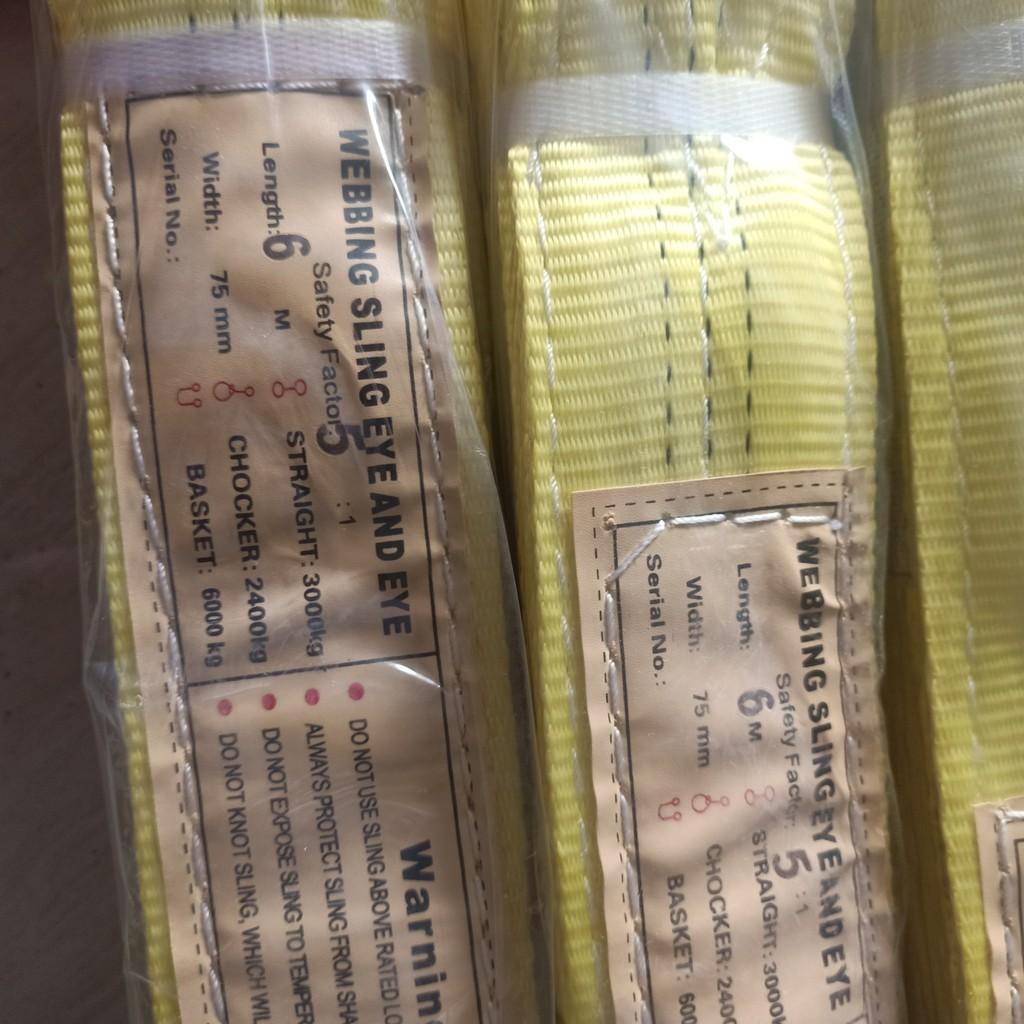 WEBBING SLING EYE AND EYE
Safety Factor: 5 : 1
Length: 6 M STRAIGHT: 3000kg
Width: 75 mm CHOCKER: 2400kg
Serial No.: BASKET: 6000 kg
Warnin
DO NOT USE SLING ABOVE RATED LO
ALWAYS PROTECT SLING FROM SHA
DO NOT EXPOSE SLING TO TEMPER
DO NOT KNOT SLING, WHICH WIL
WEBBING SLING EYE AND EYE
Safety Factor: 5 : 1
Length: 6 M STRAIGHT: 3000k
Width: 75 mm CHOCKER: 2400
Serial No.: BASKET: 600